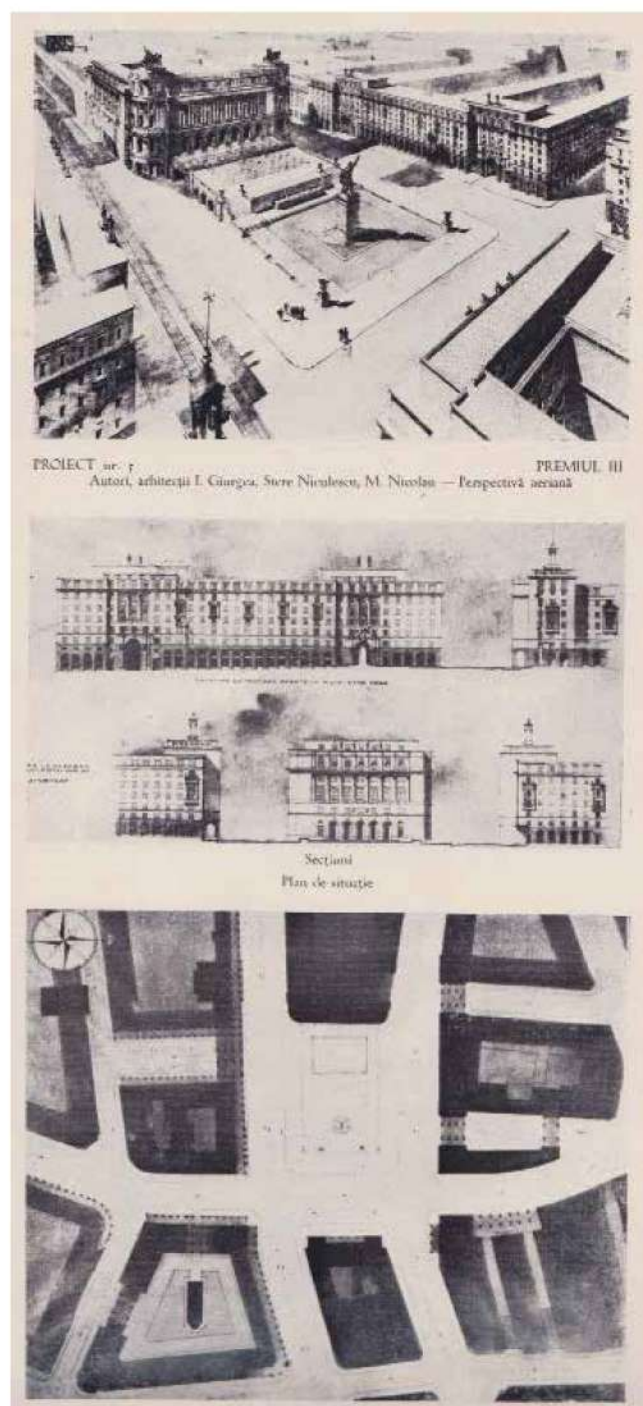 PROIECT nr. 5
PREMIUL III
Autori, arhitecții I. Giurgea, Stere Niculescu, M. Nicolau — Perspectivă aeriană
Secțiuni
Plan de situație